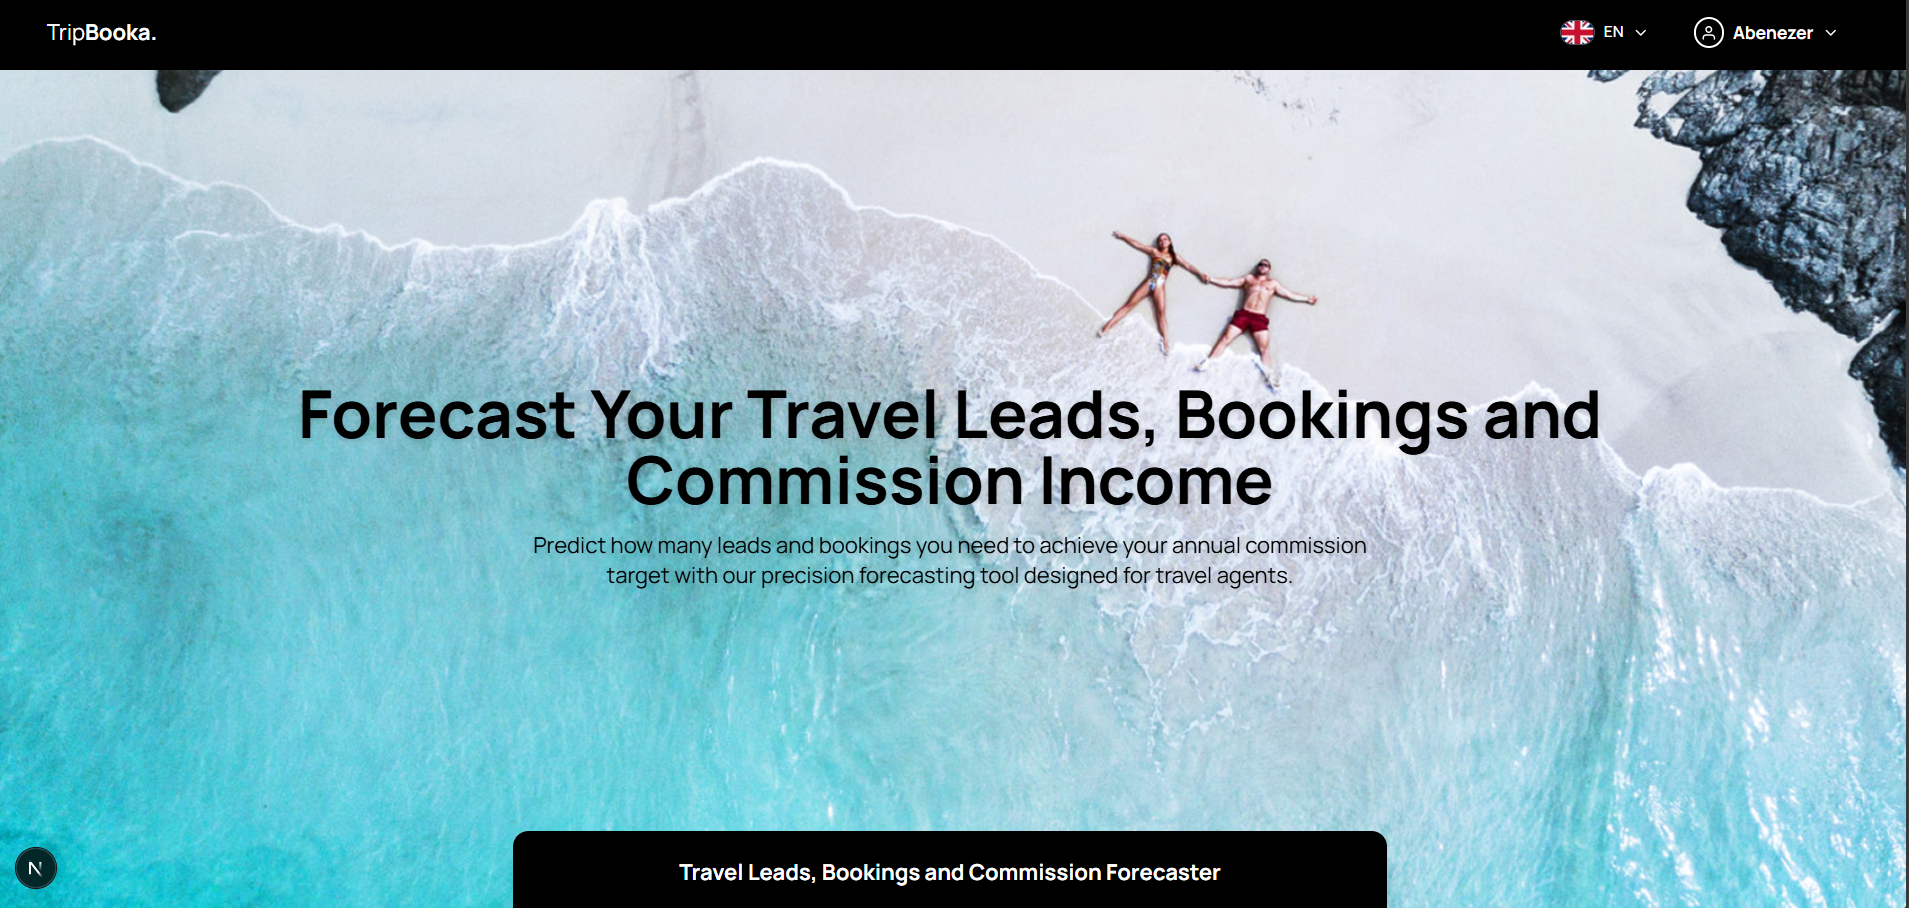 TripBooka.
EN
Abenezer
Forecast Your Travel Leads, Bookings and
Commission Income
Predict how many leads and bookings you need to achieve your annual commission
target with our precision forecasting tool designed for travel agents.
N
Travel Leads, Bookings and Commission Forecaster